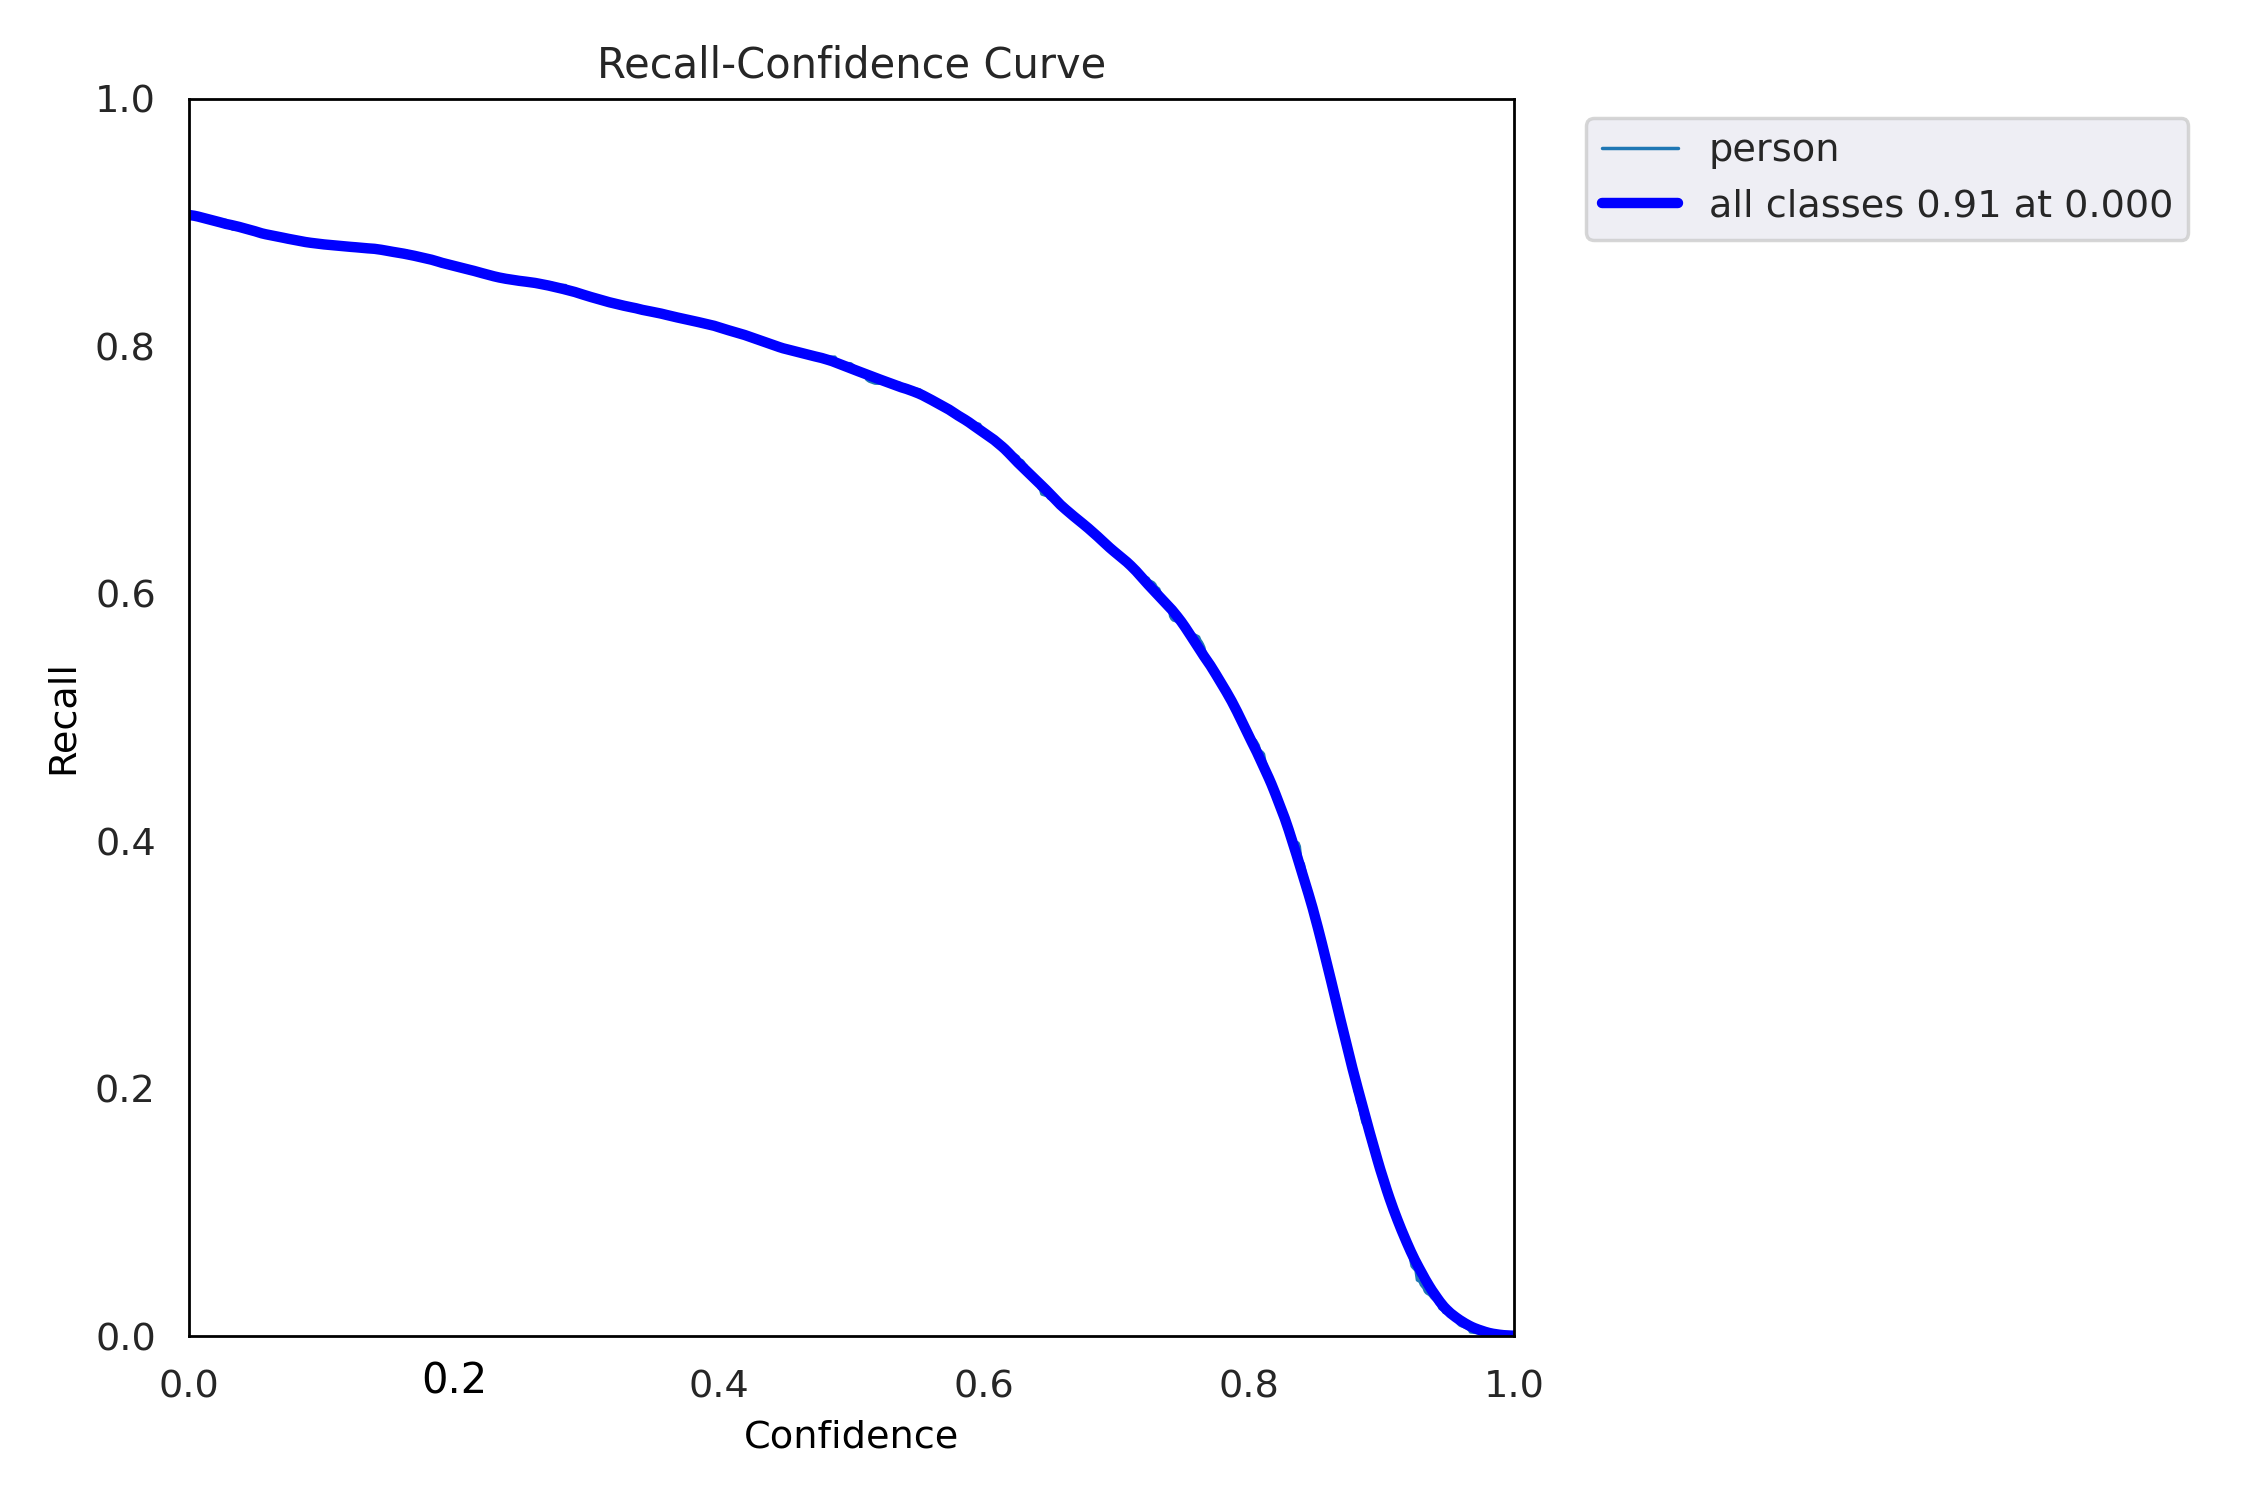 Recall-Confidence Curve
1.0
0.8
0.6
0.4
0.2
0.0
Recall
0.0 0.2 0.4 0.6 0.8 1.0
Confidence
person
all classes 0.91 at 0.000